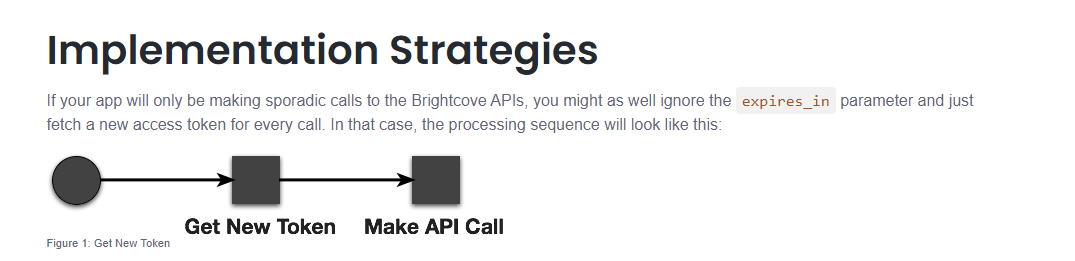 Implementation Strategies
If your app will only be making sporadic calls to the Brightcove APIs, you might as well ignore the expires_in parameter and just
fetch a new access token for every call. In that case, the processing sequence will look like this:
Get New Token Make API Call
Figure 1: Get New Token